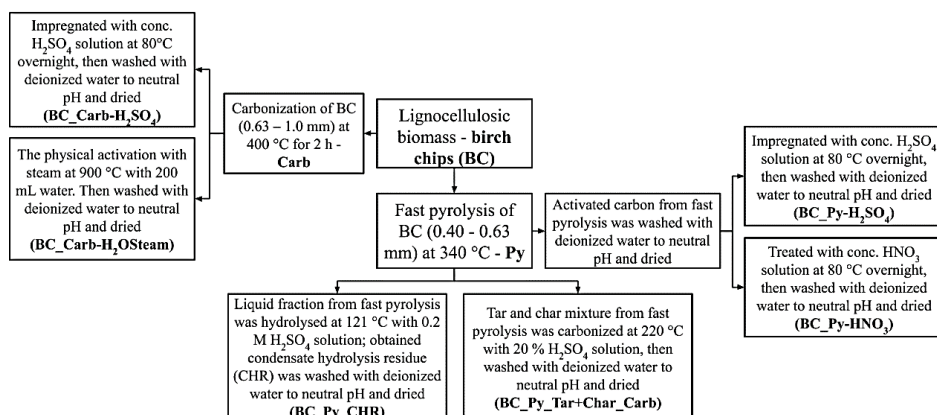 Impregnated with conc.
H₂SO₄ solution at 80°C
overnight, then washed with
deionized water to neutral
pH and dried
(BC_Carb-H₂SO₄)
The physical activation with
steam at 900 °C with 200
mL water. Then washed with
deionized water to neutral
pH and dried
(BC_Carb-H₂OSteam)
Carbonization of BC
(0.63 – 1.0 mm) at
400 °C for 2 h -
Carb
Lignocellulosic
biomass - birch
chips (BC)
Fast pyrolysis of
BC (0.40 - 0.63
mm) at 340 °C - Py
Activated carbon from fast
pyrolysis was washed with
deionized water to neutral
pH and dried
Impregnated with conc. H₂SO₄
solution at 80 °C overnight,
then washed with deionized
water to neutral pH and dried
(BC_Py-H₂SO₄)
Treated with conc. HNO₃
solution at 80 °C overnight,
then washed with deionized
water to neutral pH and dried
(BC_Py-HNO₃)
Liquid fraction from fast pyrolysis
was hydrolysed at 121 °C with 0.2
M H₂SO₄ solution; obtained
condensate hydrolysis residue
(CHR) was washed with deionized
water to neutral pH and dried
(BC_Py_CHR)
Tar and char mixture from fast
pyrolysis was carbonized at 220 °C
with 20 % H₂SO₄ solution, then
washed with deionized water to
neutral pH and dried
(BC_Py_Tar+Char_Carb)